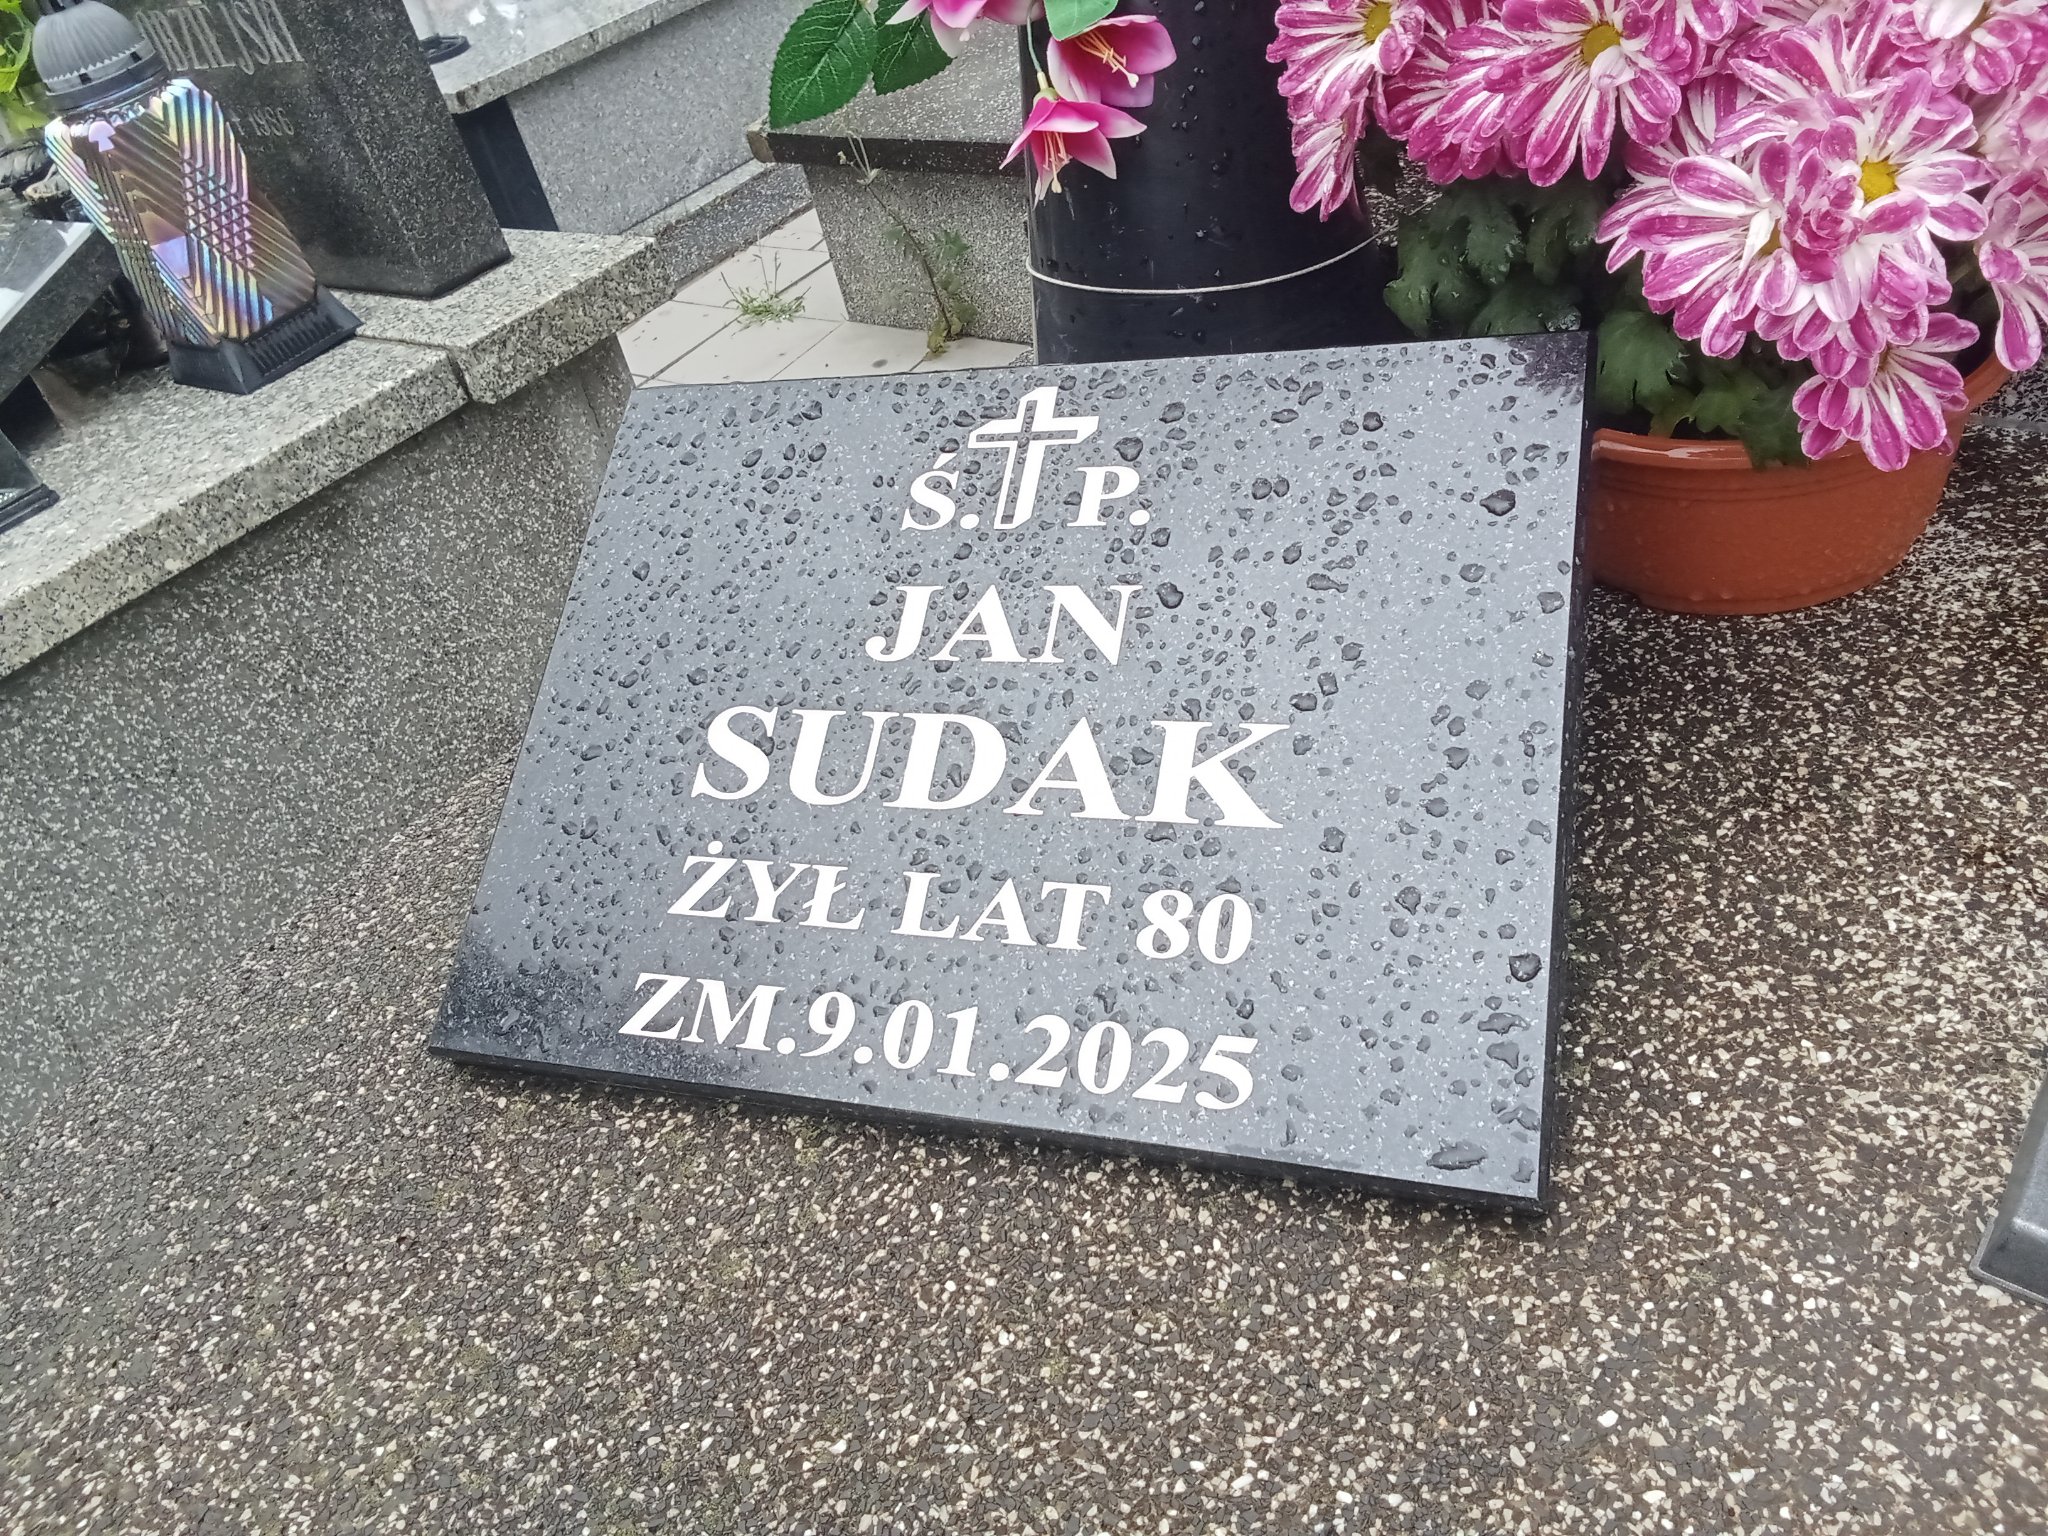 Ś. P.
JAN
SUDAK
ŻYŁ LAT 80
ZM.9.01.2025